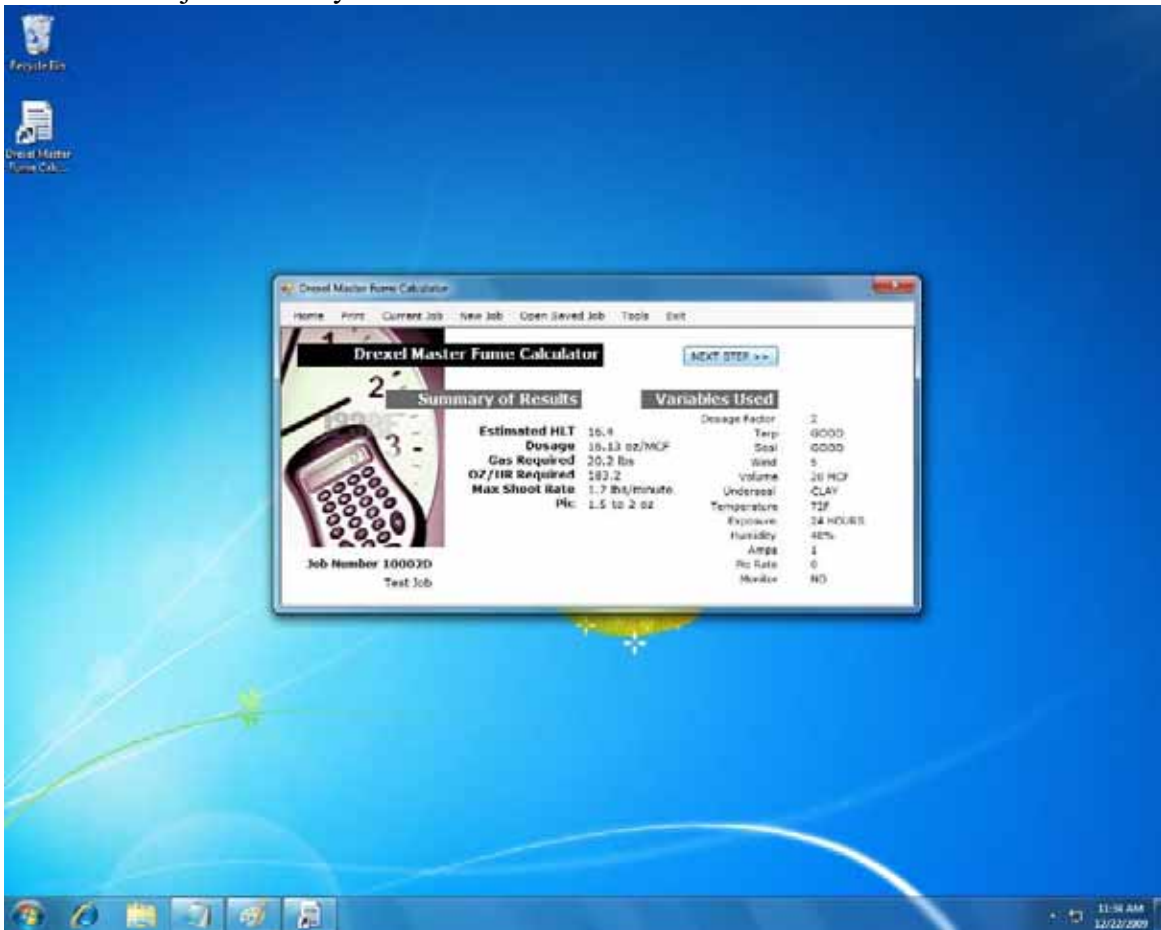 Recycle Bin
Drexel Master
Fume Calc...
Drexel Master Fume Calculator
Home Print Current Job New Job Open Saved Job Tools Exit
Drexel Master Fume Calculator
NEXT STEP >>
Summary of Results
Variables Used
Estimated HLT 16.4
Dosage 16.13 oz/MCF
Gas Required 20.2 lbs
OZ/HR Required 183.2
Max Shoot Rate 1.7 lbs/minute
Pic 1.5 to 2 oz
Dosage Factor 2
Tarp GOOD
Seal GOOD
Wind 5
Volume 20 MCF
Underseal CLAY
Temperature 72F
Exposure 24 HOURS
Humidity 40%
Amps 1
Pic Rate 0
Monitor NO
Job Number 10002D
Test Job
1
2
3
11:34 AM
12/22/2009